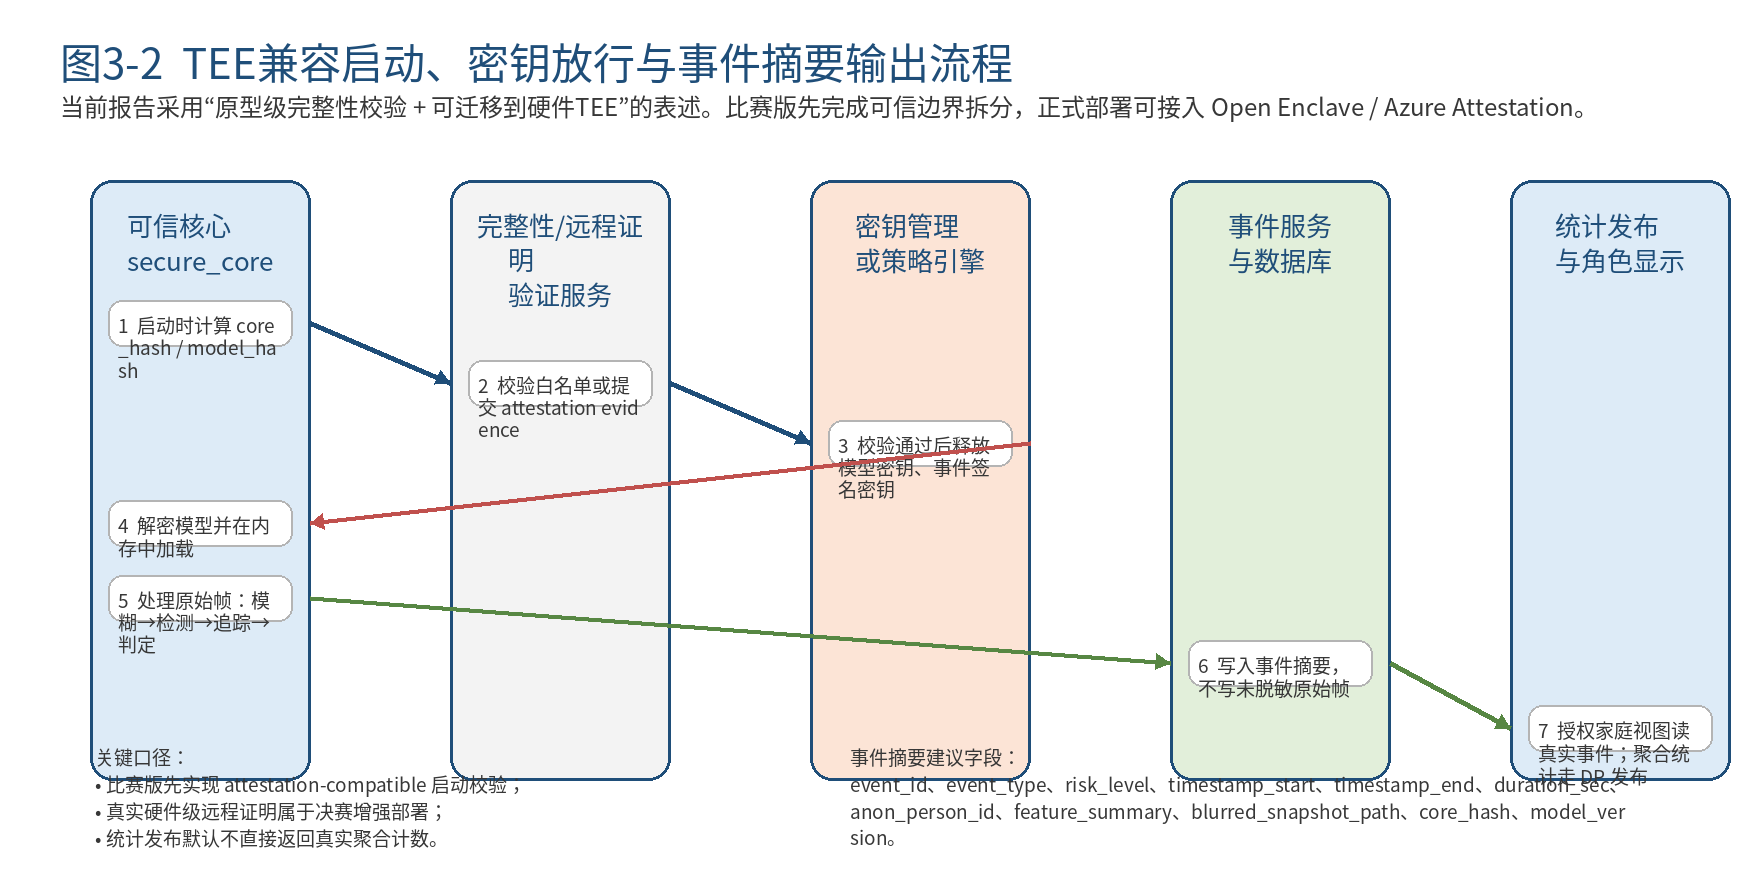 图3-2 TEE兼容启动、密钥放行与事件摘要输出流程
当前报告采用“原型级完整性校验 + 可迁移到硬件TEE”的表述。比赛版先完成可信边界拆分，正式部署可接入 Open Enclave / Azure Attestation。
可信核心
secure_core
1 启动时计算 core
_hash / model_ha
sh
4 解密模型并在内
存中加载
5 处理原始帧：模
糊→检测→追踪→
判定
完整性/远程证
明
验证服务
2 校验白名单或提
交 attestation evid
ence
密钥管理
或策略引擎
3 校验通过后释放
模型密钥、事件签
名密钥
事件服务
与数据库
6 写入事件摘要，
不写未脱敏原始帧
统计发布
与角色显示
7 授权家庭视图读
真实事件；聚合统
计走 DP 发布
关键口径：
• 比赛版先实现 attestation-compatible 启动校验；
• 真实硬件级远程证明属于决赛增强部署；
• 统计发布默认不直接返回真实聚合计数。
事件摘要建议字段：
event_id、event_type、risk_level、timestamp_start、timestamp_end、duration_sec、
anon_person_id、feature_summary、blurred_snapshot_path、core_hash、model_ver
sion。